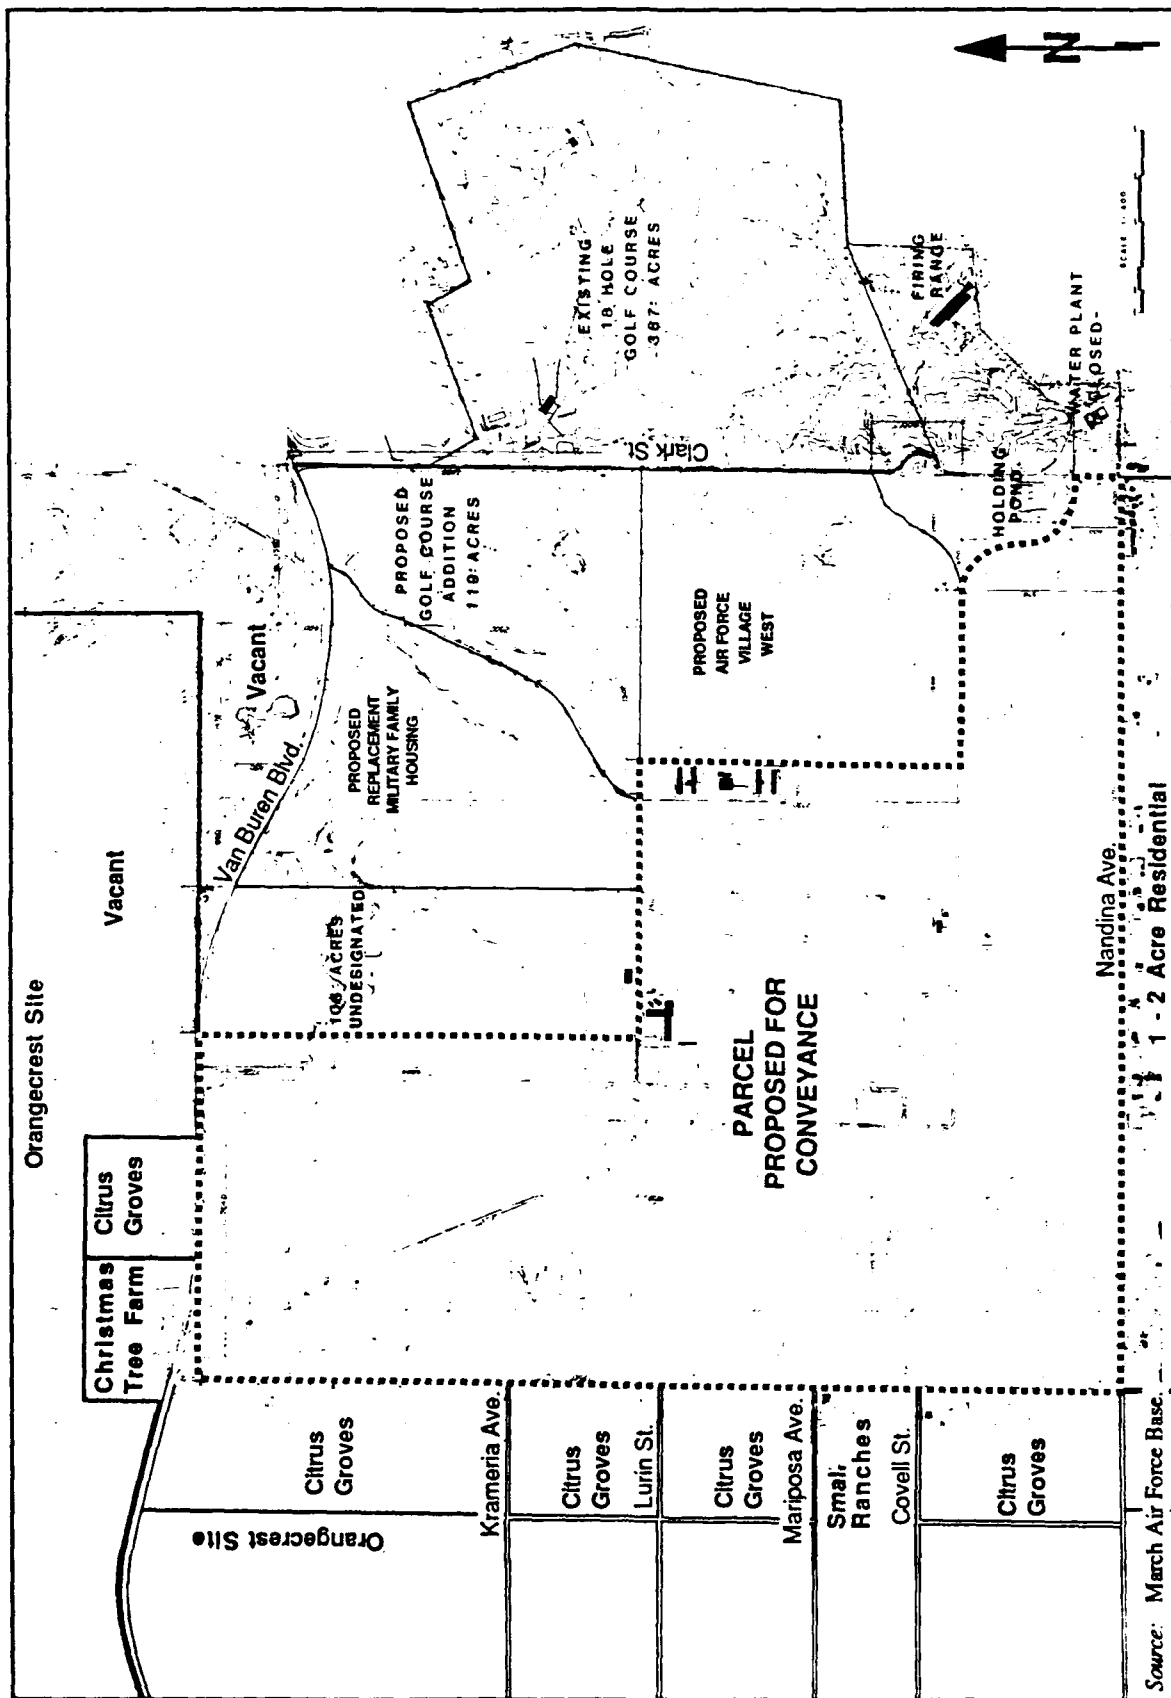 Orangecrest Site
Christmas
Tree Farm
Citrus
Groves
Vacant
Vacant
Van Buren Blvd.
Orangecrest Site
Citrus
Groves
Krameria Ave.
Citrus
Groves
Lurin St.
Citrus
Groves
Mariposa Ave.
Small
Ranches
Covell St.
Citrus
Groves
ACRES
UNDESIGNATED
PROPOSED
REPLACEMENT
MILITARY FAMILY
HOUSING
PROPOSED
GOLF COURSE
ADDITION
119± ACRES
EXISTING
18 HOLE
GOLF COURSE
387± ACRES
Clark St.
PARCEL
PROPOSED FOR
CONVEYANCE
PROPOSED
AIR FORCE
VILLAGE
WEST
FIRING
RANGE
HOLDING
POND
WATER PLANT
-CLOSED-
Nandina Ave.
1 - 2 Acre Residential
N
Source: March Air Force Base.